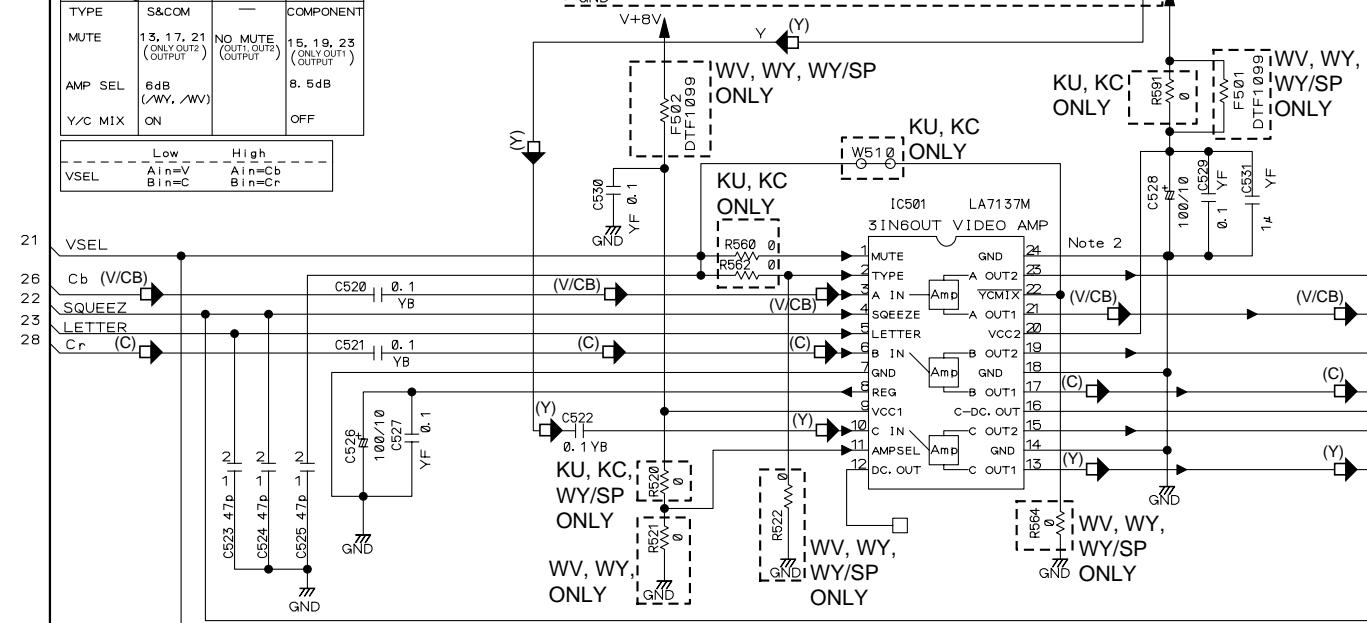 TYPE S&COM — COMPONENT
MUTE 13, 17, 21 (ONLY OUT2 OUTPUT) NO MUTE (OUT1, OUT2 OUTPUT) 15, 19, 23 (ONLY OUT1 OUTPUT)
AMP SEL 6dB (/WY, /WV) 8. 5dB
Y/C MIX ON OFF
Low High
VSEL Ain=V Ain=Cb
Bin=C Bin=Cr
GND
V+8V
Y (Y)
(Y)
F502
DTF1099
WV, WY, WY/SP
ONLY
KU, KC
ONLY
R591
0
F501
DTF1099
WV, WY,
WY/SP
ONLY
W510
KU, KC
ONLY
C530
YF 0.1
GND
KU, KC
ONLY
R560 0
R562 0
C528
100/10
C529
0.1 YF
C531
1μ YF
IC501 LA7137M
3IN6OUT VIDEO AMP
Note 2
21 VSEL
26 Cb (V/CB)
22 SQUEEZ
23 LETTER
28 Cr (C)
C520 0.1
YB
(V/CB)
(V/CB)
C521 0.1
YB
(C)
(C)
1 MUTE GND 24
2 TYPE A OUT2 23
3 A IN Amp YCMIX 22
4 SQEEZE A OUT1 21
5 LETTER VCC2 20
6 B IN B OUT2 19
7 GND Amp GND 18
8 REG B OUT1 17
9 VCC1 C-DC. OUT 16
10 C IN C OUT2 15
11 AMPSEL Amp GND 14
12 DC. OUT C OUT1 13
(V/CB)
(V/CB)
(C)
(C)
(Y)
(Y)
(Y)
C522
0.1 YB
(Y)
C526
100/10
C527
YF 0.1
GND
2
1
C523 47p
2
1
C524 47p
2
1
C525 47p
GND
KU, KC,
WY/SP
ONLY
R520
0
WV, WY,
ONLY
R521
0
GND
R522
0
GND
WV, WY,
WY/SP
ONLY
R564
0
GND
WV, WY,
WY/SP
ONLY
GND